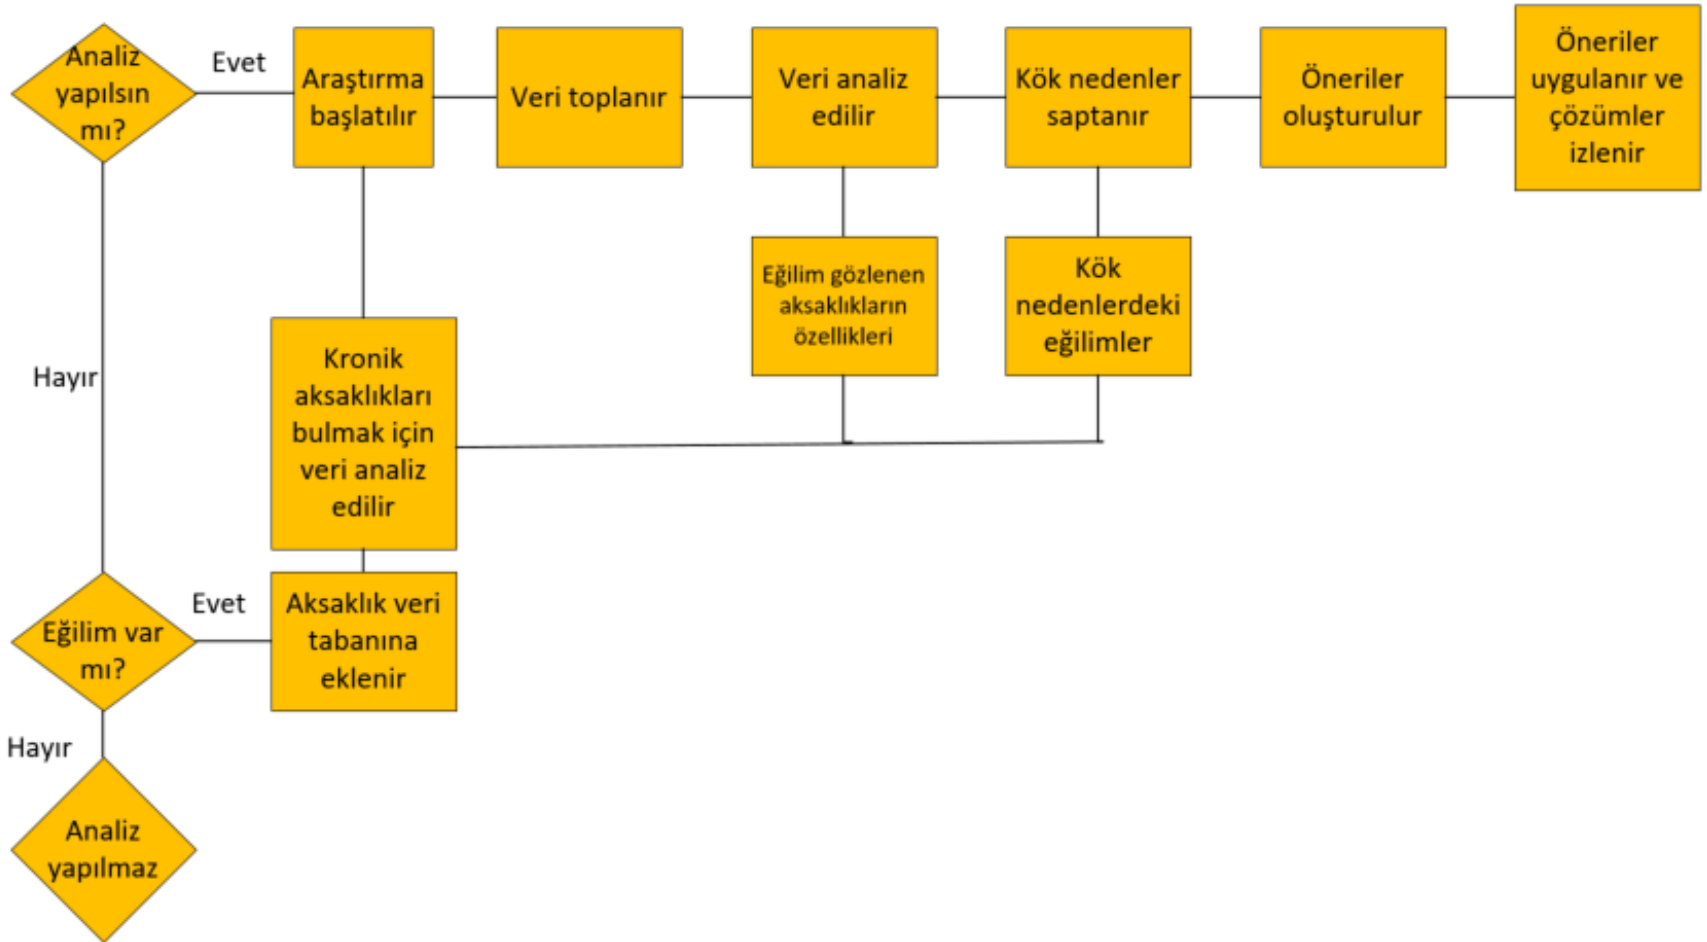 Analiz
yapılsın
mı?
Evet
Araştırma
başlatılır
Veri toplanır
Veri analiz
edilir
Kök nedenler
saptanır
Öneriler
oluşturulur
Öneriler
uygulanır ve
çözümler
izlenir
Eğilim gözlenen
aksaklıkların
özellikleri
Kök
nedenlerdeki
eğilimler
Hayır
Kronik
aksaklıkları
bulmak için
veri analiz
edilir
Eğilim var
mı?
Evet
Aksaklık veri
tabanına
eklenir
Hayır
Analiz
yapılmaz